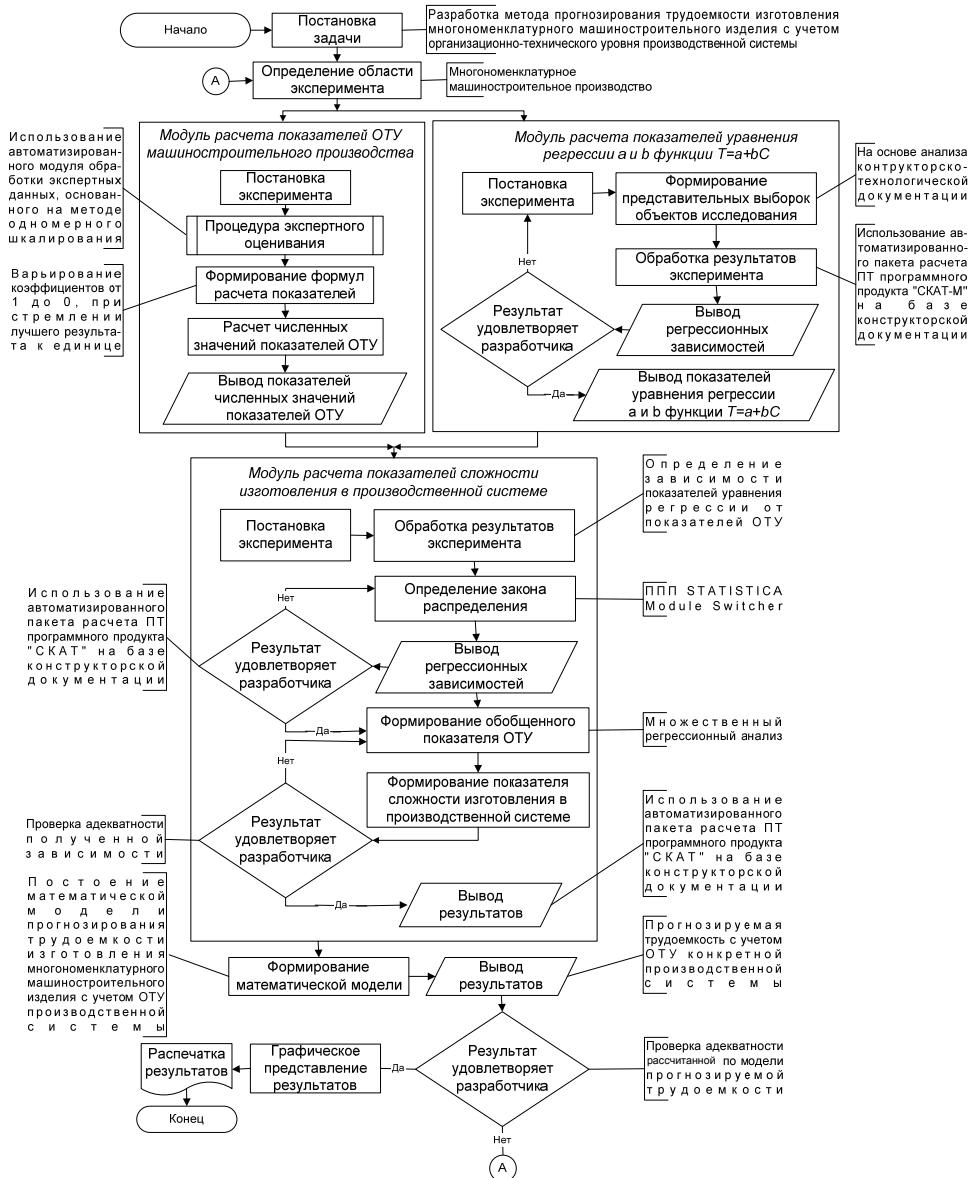 Начало
Постановка
задачи
Разработка метода прогнозирования трудоемкости изготовления
многономенклатурного машиностроительного изделия с учетом
организационно-технического уровня производственной системы
А
Определение области
эксперимента
Многономенклатурное
машиностроительное производство
Использование
автоматизирован-
ного модуля обра-
ботки экспертных
данных, основан-
ного на методе
одномерного
шкалирования
Варьирование
коэффициентов от
1 до 0, при
стремлении
лучшего результа-
та к единице
Модуль расчета показателей ОТУ
машиностроительного производства
Постановка
эксперимента
Процедура экспертного
оценивания
Формирование формул
расчета показателей
Расчет численных
значений показателей ОТУ
Вывод показателей
численных значений
показателей ОТУ
Модуль расчета показателей уравнения
регрессии a и b функции T=a+bC
Постановка
эксперимента
Формирование
представительных выборок
объектов исследования
Нет
Обработка результатов
эксперимента
Результат
удовлетворяет
разработчика
Вывод
регрессионных
зависимостей
Да
Вывод показателей
уравнения регрессии
a и b функции T=a+bC
На основе анализа
контрукторско-
технологической
документации
Использование ав-
томатизированно-
го пакета расчета
ПТ программного
продукта "СКАТ-М"
на базе
конструкторской
документации
Модуль расчета показателей сложности
изготовления в производственной системе
Постановка
эксперимента
Обработка результатов
эксперимента
Определение
зависимости
показателей уравнения
регрессии от
показателей ОТУ
Нет
Определение закона
распределения
ППП STATISTICA
Module Switcher
Использование
автоматизированного
пакета расчета ПТ
программного продукта
"СКАТ" на базе
конструкторской
документации
Результат
удовлетворяет
разработчика
Вывод
регрессионных
зависимостей
Да
Формирование обобщенного
показателя ОТУ
Множественный
регрессионный анализ
Нет
Формирование показателя
сложности изготовления в
производственной системе
Результат
удовлетворяет
разработчика
Проверка адекватности
полученной
зависимости
Использование
автоматизированного
пакета расчета ПТ
программного продукта
"СКАТ" на базе
конструкторской
документации
Да
Вывод
результатов
Постоение
математической
модели
прогнозирования
трудоемкости
изготовления
многономенклатурного
машиностроительного
изделия с учетом ОТУ
производственной
системы
Формирование
математической модели
Вывод
результатов
Прогнозируемая
трудоемкость с учетом
ОТУ конкретной
производственной
системы
Распечатка
результатов
Графическое
представление
результатов
Да
Результат
удовлетворяет
разработчика
Проверка адекватности
рассчитанной по модели
прогнозируемой
трудоемкости
Конец
Нет
А